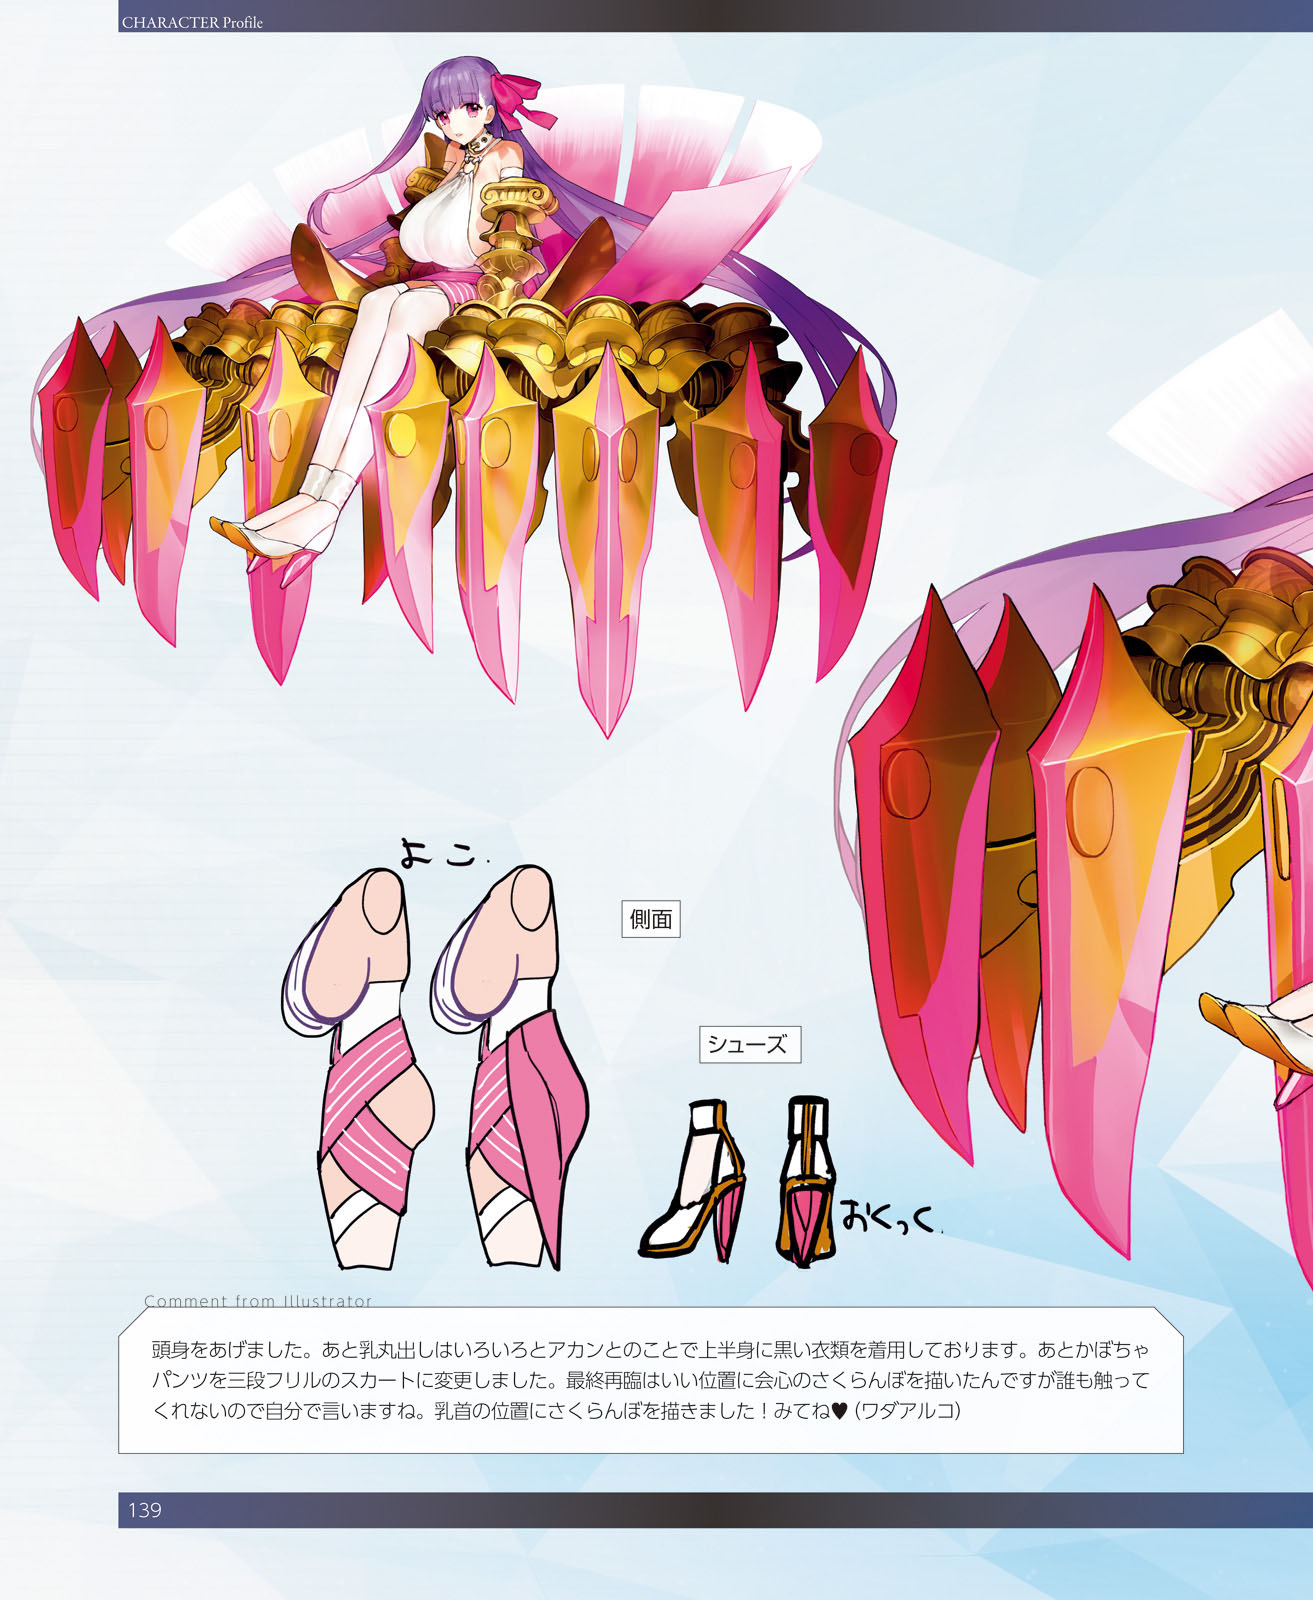 CHARACTER Profile
よこ.
側面
シューズ
おくっく.
Comment from Illustrator
頭身をあげました。あと乳丸出しはいろいろとアカンとのことで上半身に黒い衣類を着用しております。あとかぼちゃ
パンツを三段フリルのスカートに変更しました。最終再臨はいい位置に会心のさくらんぼを描いたんですが誰も触って
くれないので自分で言いますね。乳首の位置にさくらんぼを描きました！みてね♥（ワダアルコ）
139